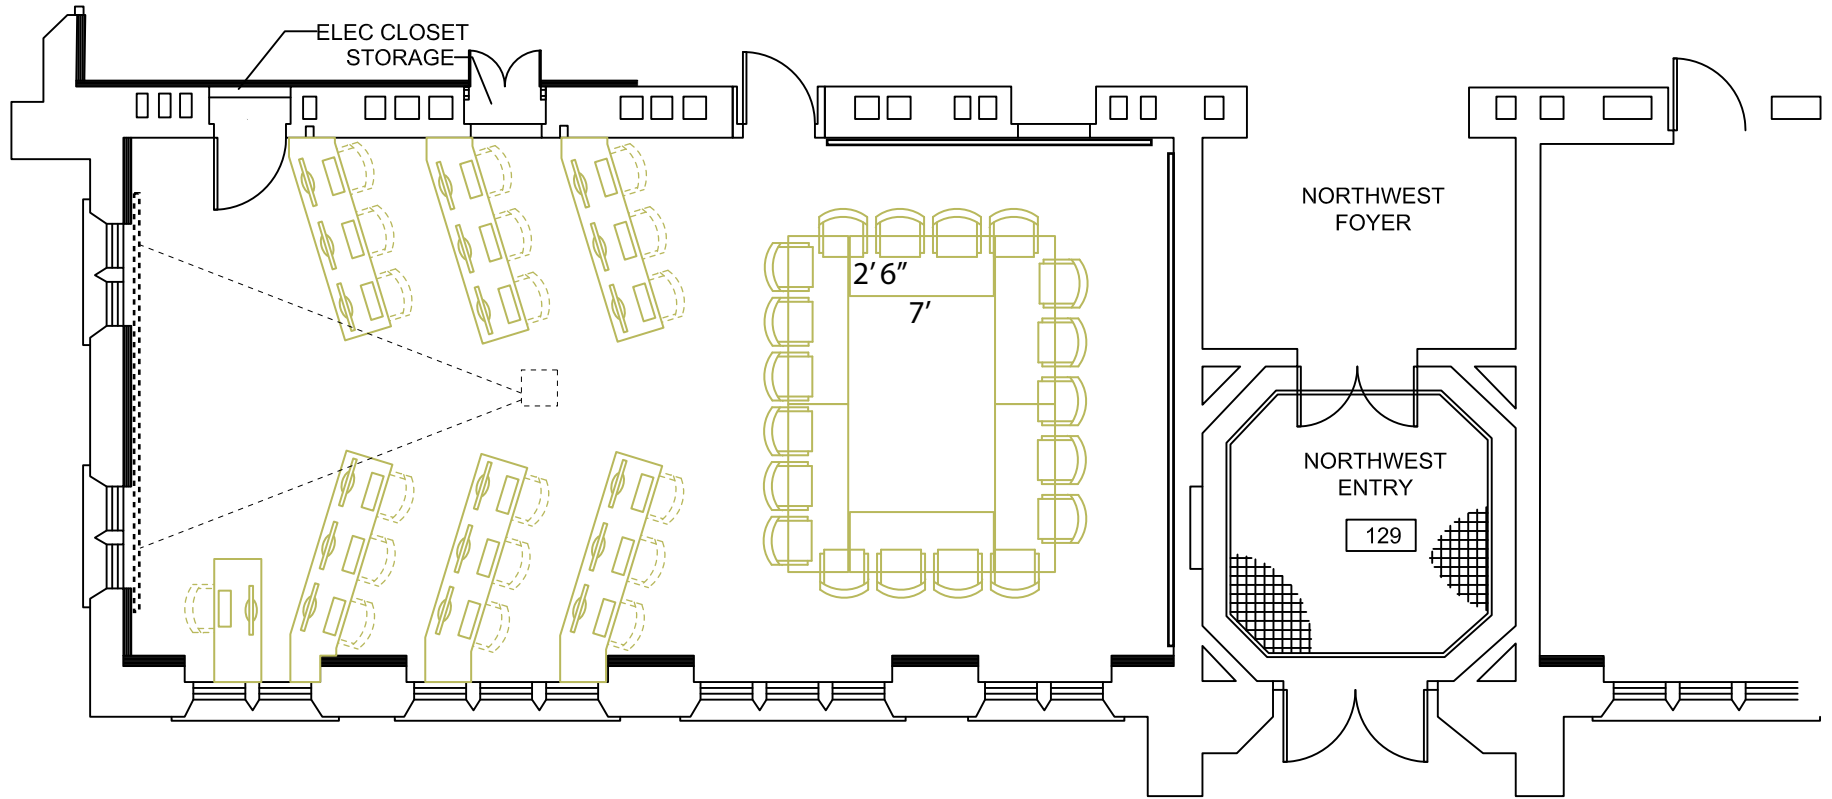 ELEC CLOSET
STORAGE
NORTHWEST
FOYER
2' 6"
7'
NORTHWEST
ENTRY
129